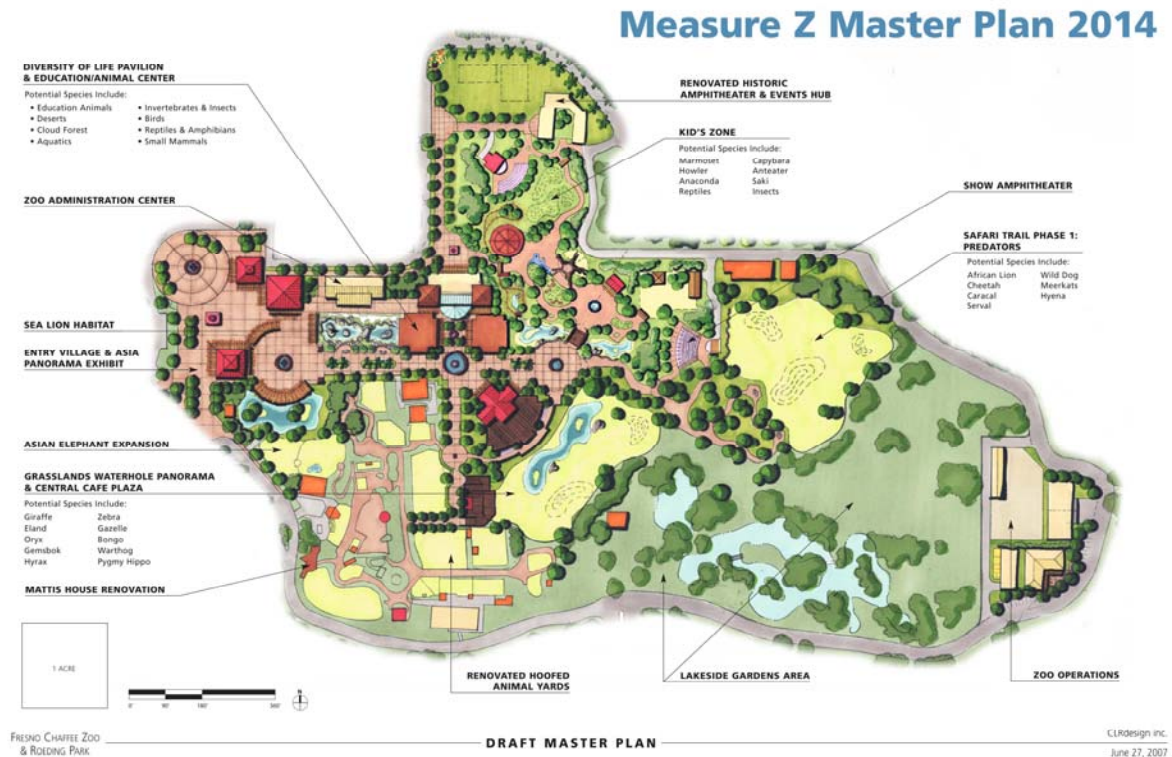 Measure Z Master Plan 2014
DIVERSITY OF LIFE PAVILION
& EDUCATION/ANIMAL CENTER
Potential Species Include:
• Education Animals
• Deserts
• Cloud Forest
• Aquatics
• Invertebrates & Insects
• Birds
• Reptiles & Amphibians
• Small Mammals
RENOVATED HISTORIC
AMPHITHEATER & EVENTS HUB
KID'S ZONE
Potential Species Include:
Marmoset Capybara
Howler Anteater
Anaconda Saki
Reptiles Insects
ZOO ADMINISTRATION CENTER
SHOW AMPHITHEATER
SAFARI TRAIL PHASE 1:
PREDATORS
Potential Species Include:
African Lion Wild Dog
Cheetah Meerkats
Caracal Hyena
Serval
SEA LION HABITAT
ENTRY VILLAGE & ASIA
PANORAMA EXHIBIT
ASIAN ELEPHANT EXPANSION
GRASSLANDS WATERHOLE PANORAMA
& CENTRAL CAFE PLAZA
Potential Species Include:
Giraffe Zebra
Eland Gazelle
Oryx Bongo
Gemsbok Warthog
Hyrax Pygmy Hippo
MATTIS HOUSE RENOVATION
1 ACRE
0' 90' 180' 360'
N
RENOVATED HOOFED
ANIMAL YARDS
LAKESIDE GARDENS AREA
ZOO OPERATIONS
FRESNO CHAFFEE ZOO
& ROEDING PARK
DRAFT MASTER PLAN
CLRdesign inc.
June 27, 2007